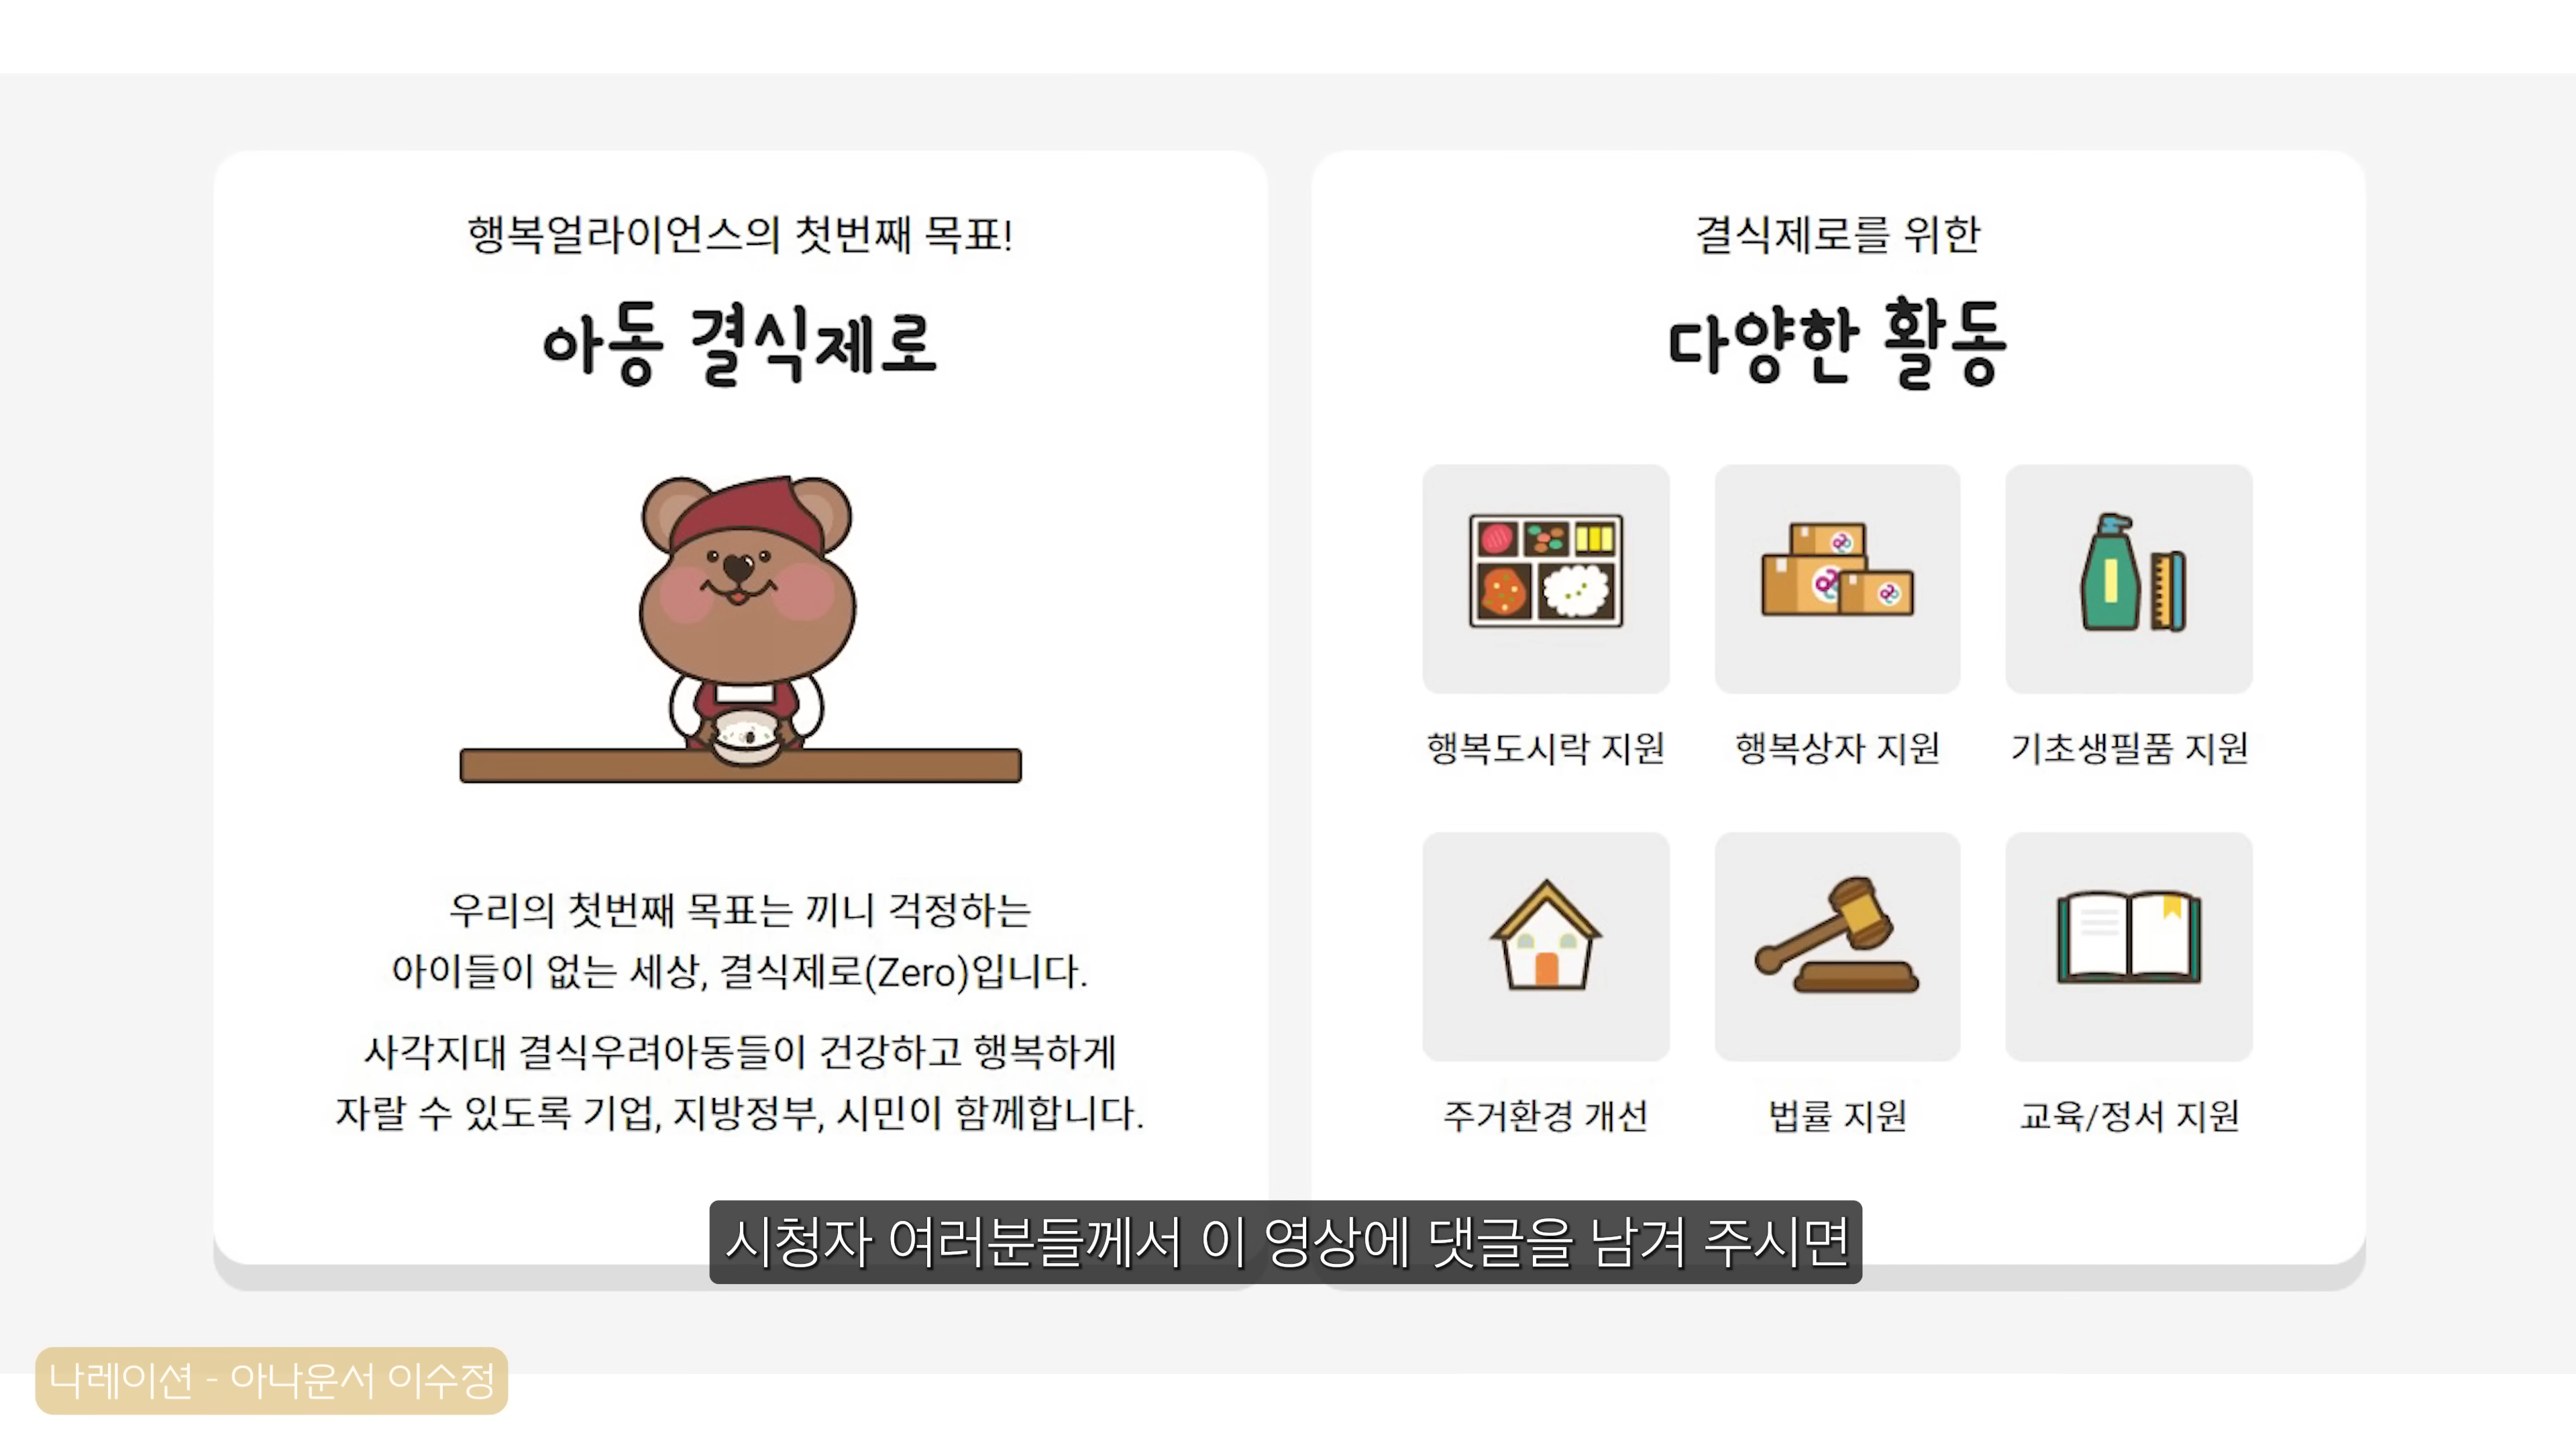 행복얼라이언스의 첫번째 목표!
아동 결식제로
우리의 첫번째 목표는 끼니 걱정하는
아이들이 없는 세상, 결식제로(Zero)입니다.
사각지대 결식우려아동들이 건강하고 행복하게
자랄 수 있도록 기업, 지방정부, 시민이 함께합니다.
결식제로를 위한
다양한 활동
행복도시락 지원
행복상자 지원
기초생필품 지원
주거환경 개선
법률 지원
교육/정서 지원
시청자 여러분들께서 이 영상에 댓글을 남겨 주시면
나레이션 - 아나운서 이수정